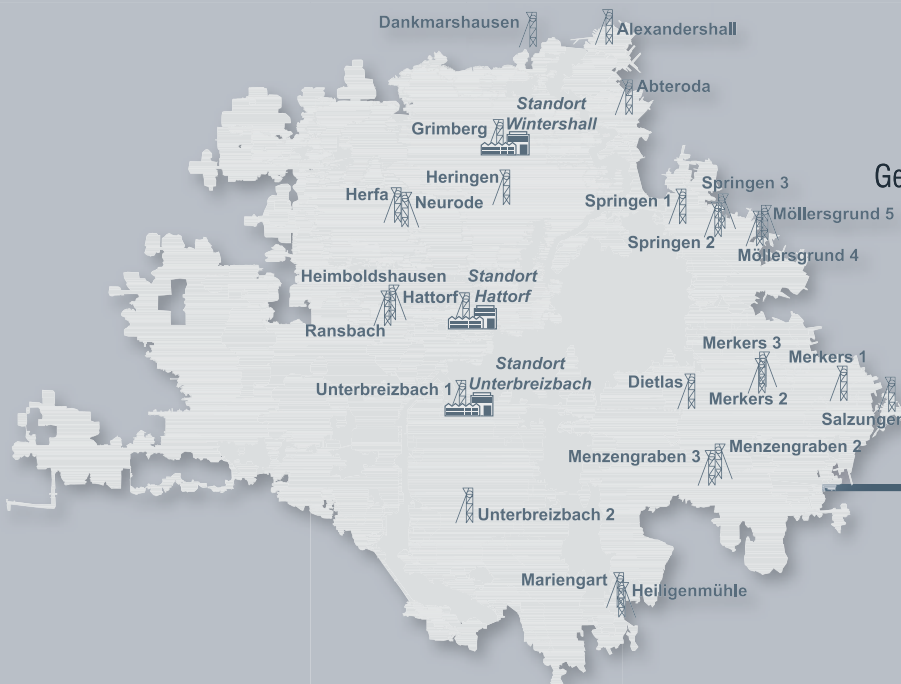 Dankmarshausen
Alexandershall
Abteroda
Standort
Wintershall
Grimberg
Heringen
Herfa
Neurode
Springen 3
Springen 1
Möllersgrund 5
Springen 2
Möllersgrund 4
Heimboldshausen
Standort
Hattorf
Hattorf
Ransbach
Merkers 3
Merkers 1
Standort
Unterbreizbach
Unterbreizbach 1
Dietlas
Merkers 2
Salzungen
Menzengraben 2
Menzengraben 3
Unterbreizbach 2
Mariengart
Heiligenmühle